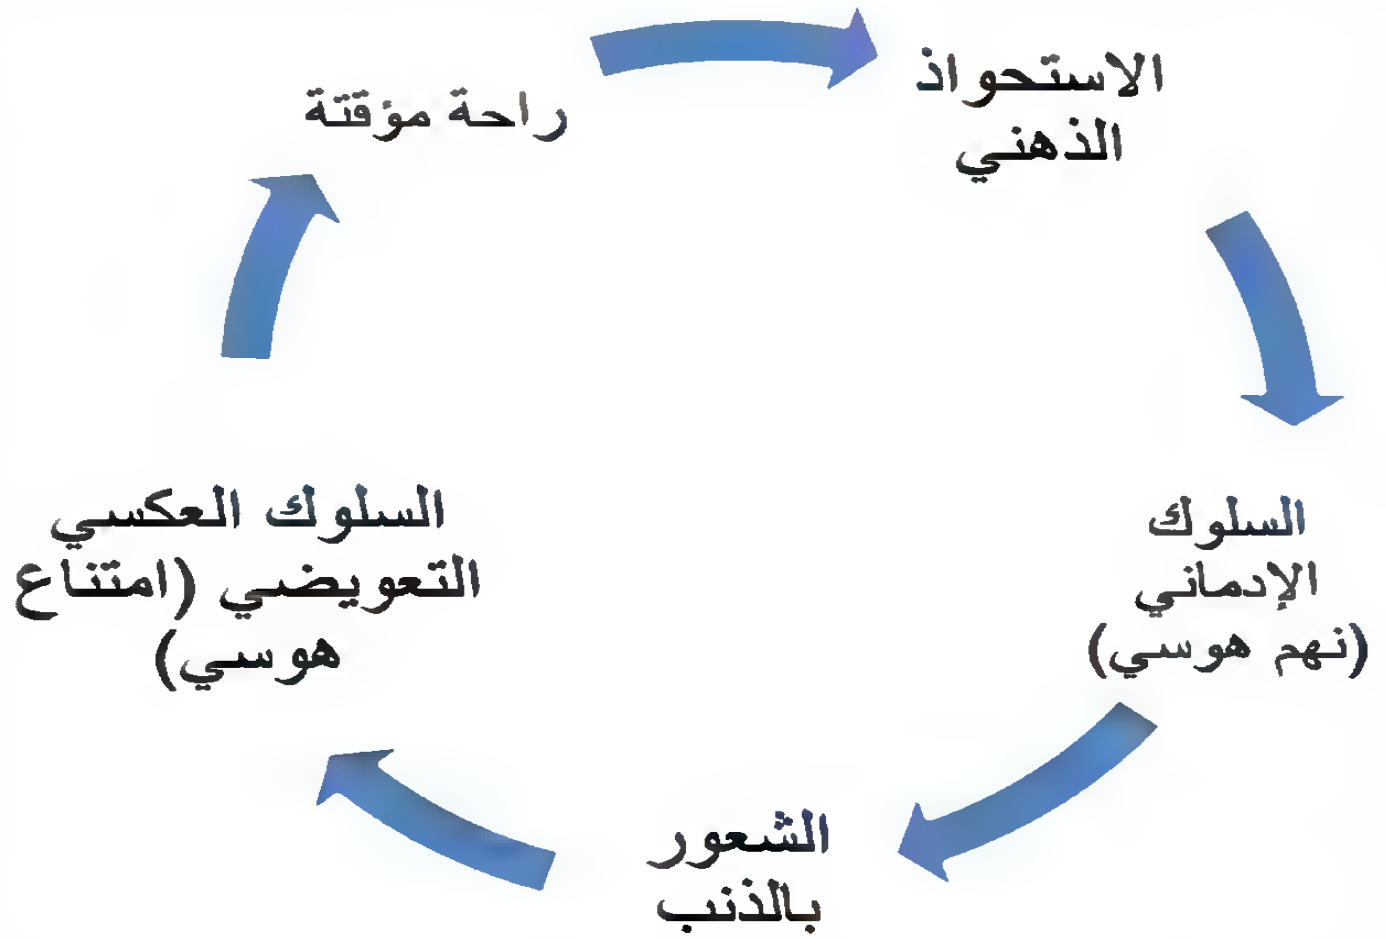 الاستحواذ
الذهني
السلوك
الإدماني
(نهم هوسي)
الشعور
بالذنب
السلوك العكسي
التعويضي (امتناع
هوسي)
راحة مؤقتة